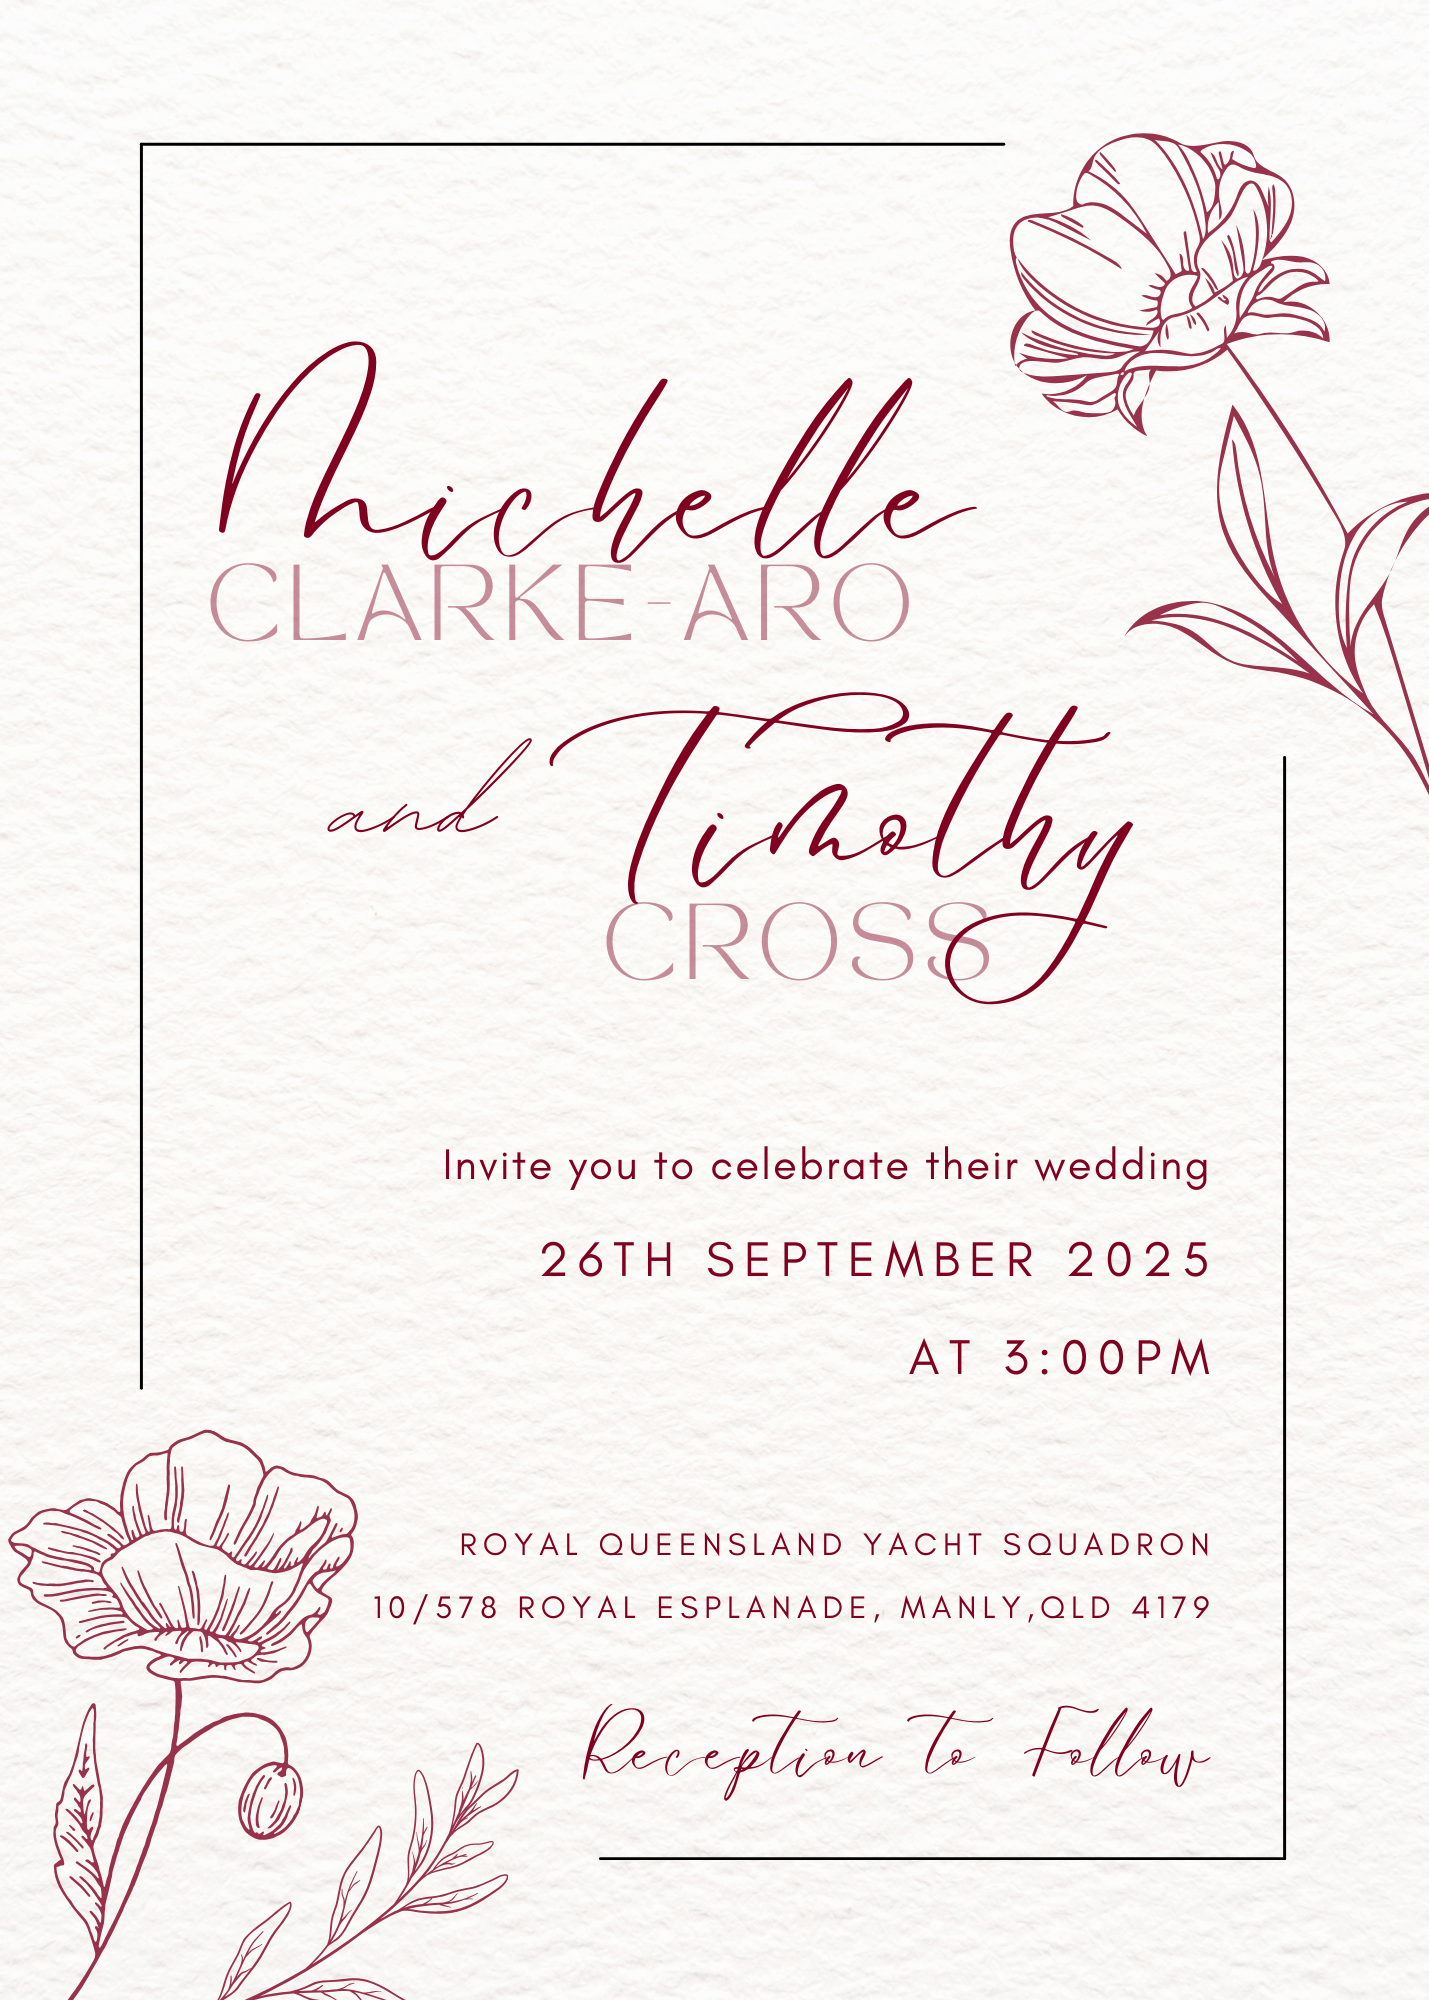 Michelle
CLARKE-ARO
and Timothy
CROSS
Invite you to celebrate their wedding
26TH SEPTEMBER 2025
AT 3:00PM
ROYAL QUEENSLAND YACHT SQUADRON
10/578 ROYAL ESPLANADE, MANLY,QLD 4179
Reception to Follow